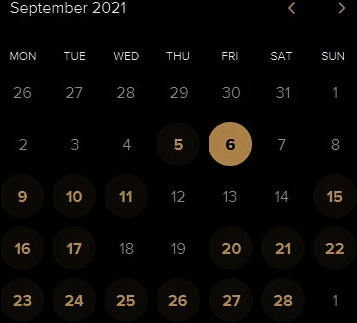 September 2021
MON TUE WED THU FRI SAT SUN
26 27 28 29 30 31 1
2 3 4 5 6 7 8
9 10 11 12 13 14 15
16 17 18 19 20 21 22
23 24 25 26 27 28 1